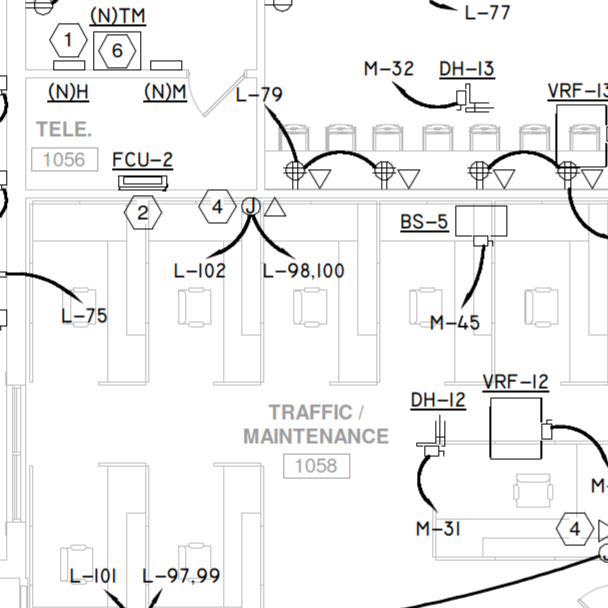 (N)TM
L-77
1
6
M-32
DH-13
(N)H
(N)M
L-79
VRF-13
TELE.
1056
FCU-2
2
4
J
BS-5
L-102
L-98,100
L-75
M-45
VRF-12
DH-12
TRAFFIC /
MAINTENANCE
1058
M-
M-31
4
L-101
L-97,99